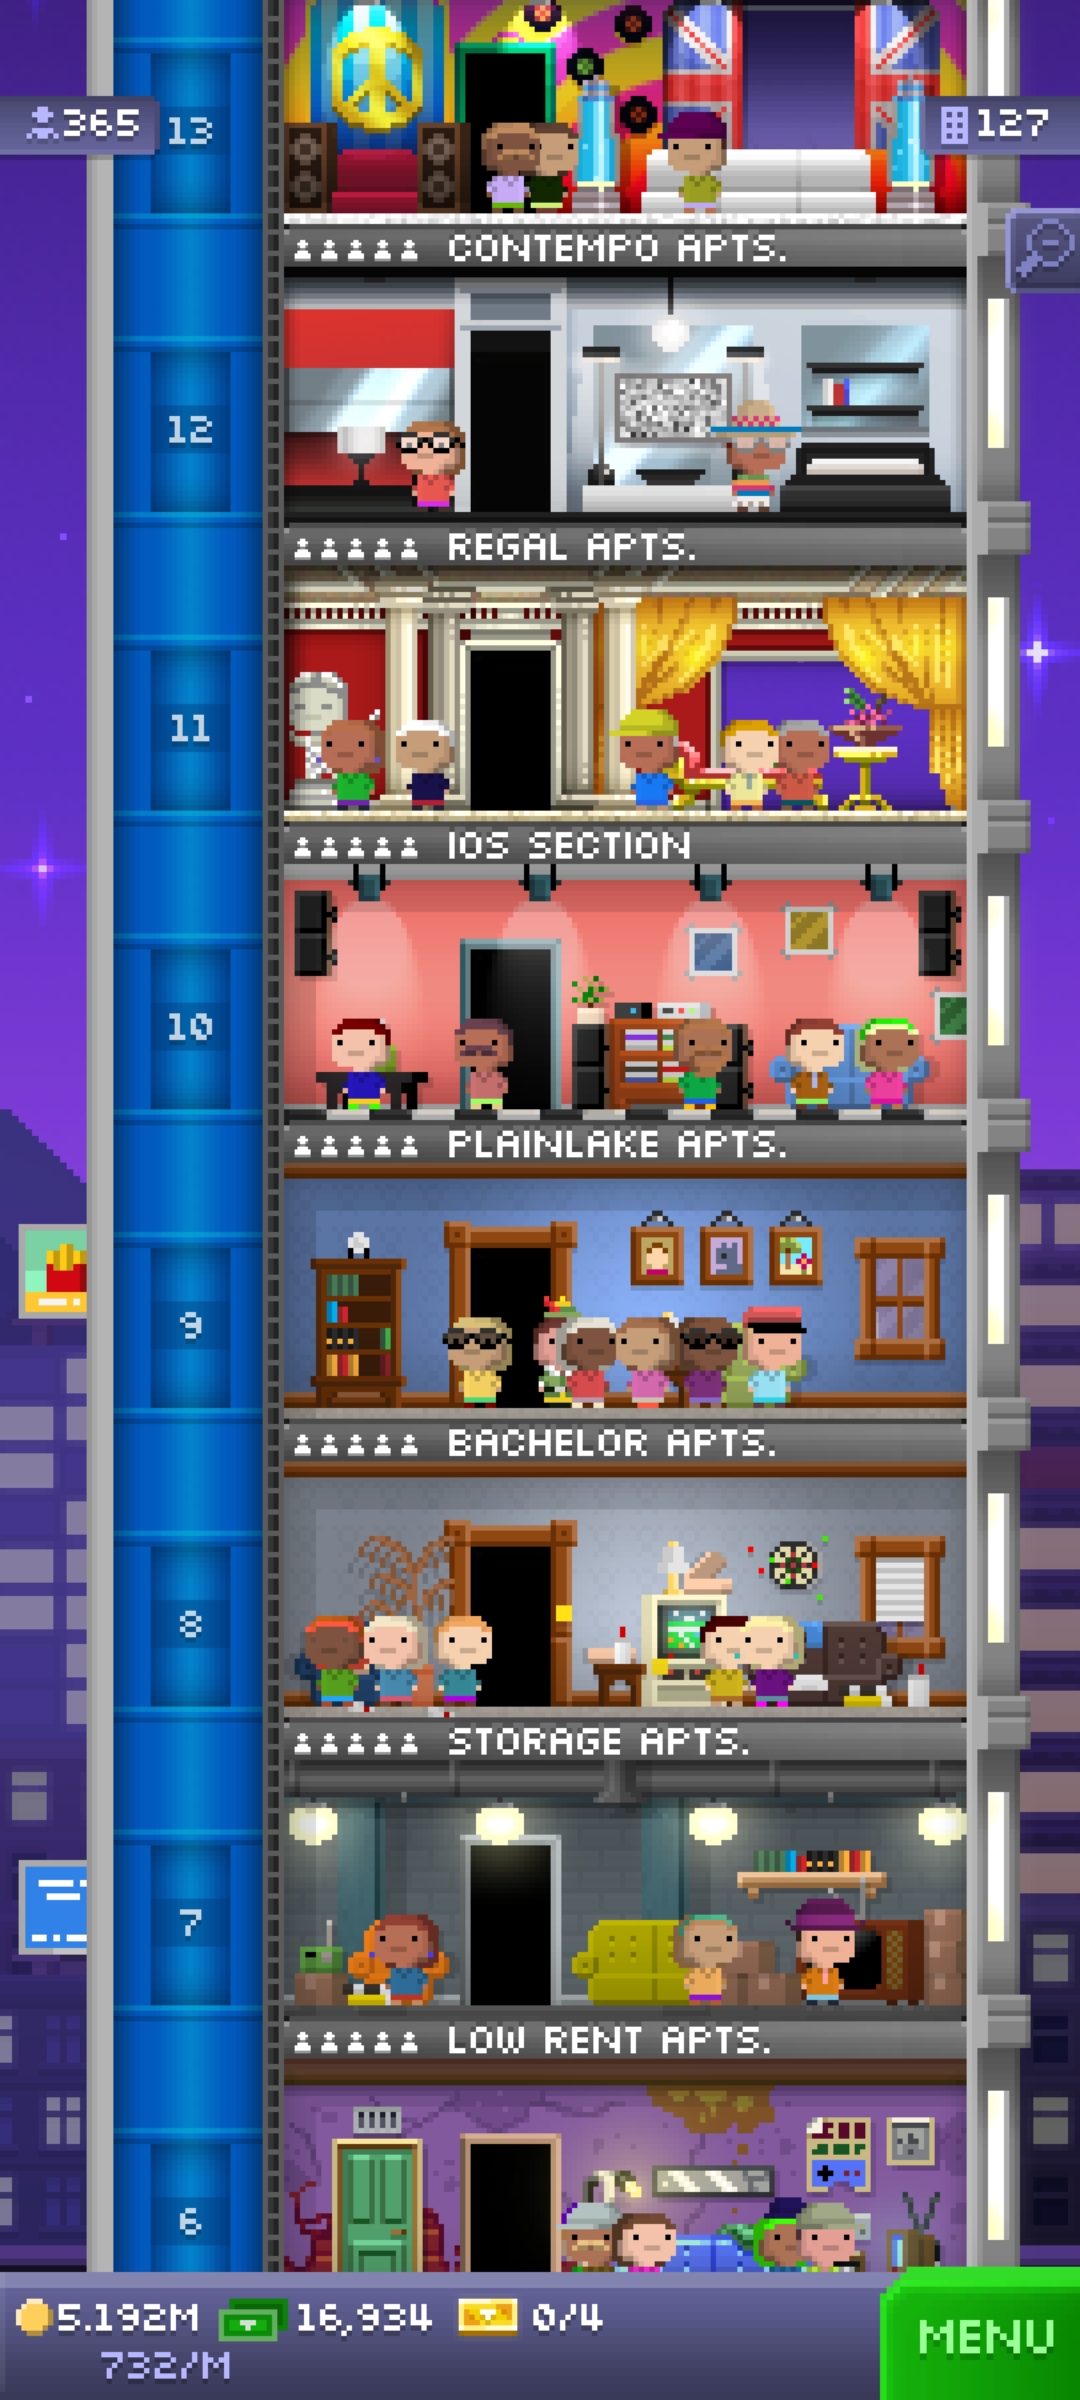 365
13
127
CONTEMPO APTS.
12
REGAL APTS.
11
IOS SECTION
10
PLAINLAKE APTS.
9
BACHELOR APTS.
8
STORAGE APTS.
7
LOW RENT APTS.
6
5.192M 16,934 0/4
732/M
MENU